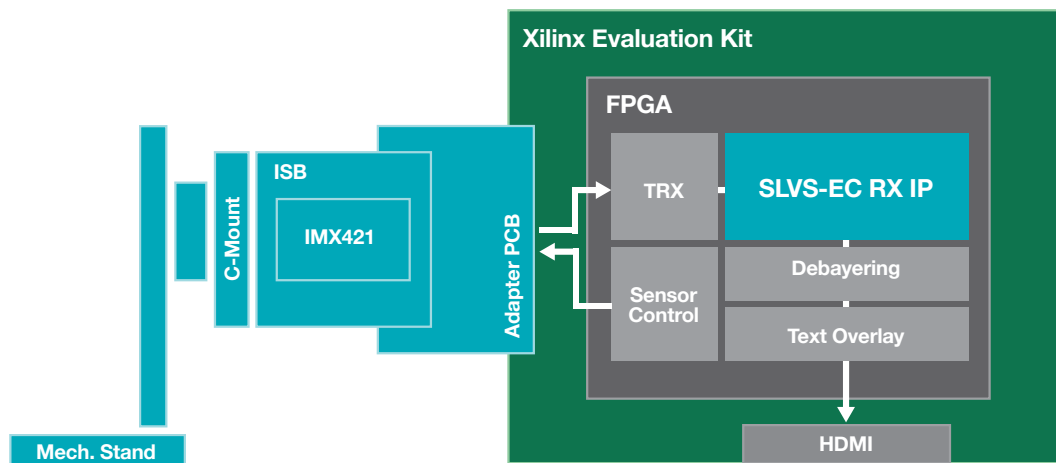 Xilinx Evaluation Kit
FPGA
ISB
IMX421
C-Mount
Adapter PCB
TRX
SLVS-EC RX IP
Debayering
Sensor
Control
Text Overlay
HDMI
Mech. Stand